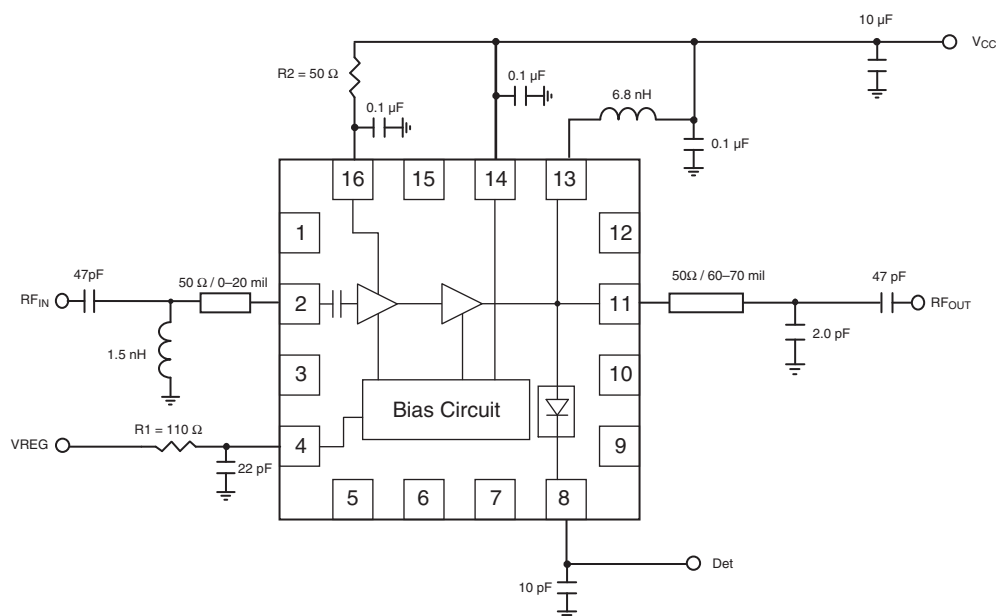 10 µF
VCC
R2 = 50 Ω
0.1 µF
0.1 µF
6.8 nH
0.1 µF
16
15
14
13
1
12
47pF
50 Ω / 0–20 mil
50Ω / 60–70 mil
47 pF
RFIN
2
11
RFOUT
1.5 nH
2.0 pF
3
10
Bias Circuit
VREG
R1 = 110 Ω
4
9
22 pF
5
6
7
8
Det
10 pF